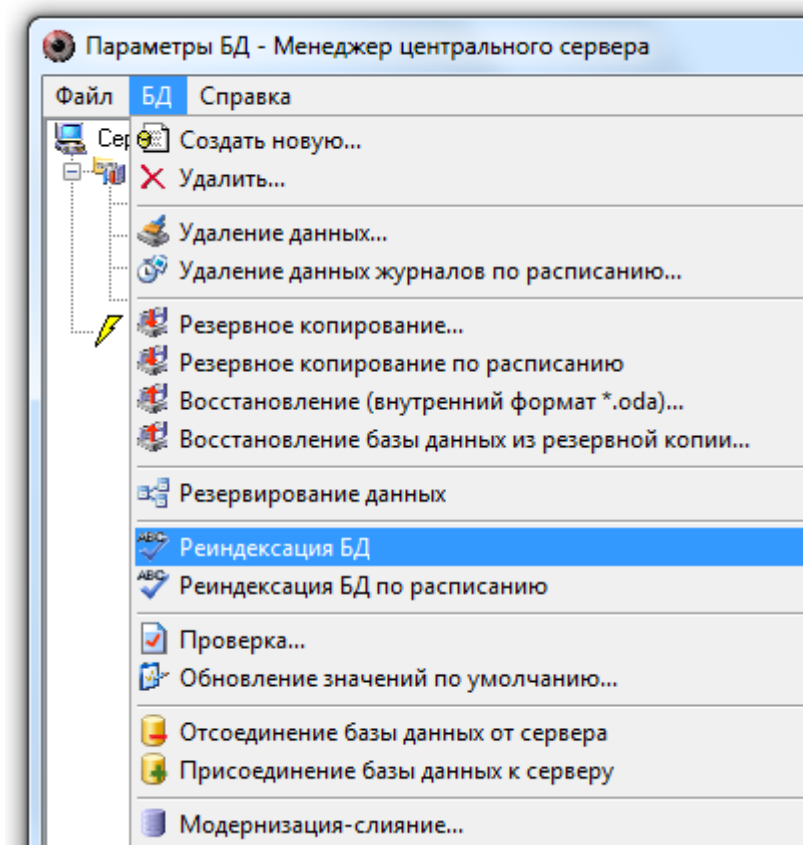 Параметры БД - Менеджер центрального сервера
Файл БД Справка
Создать новую...
Удалить...
Удаление данных...
Удаление данных журналов по расписанию...
Резервное копирование...
Резервное копирование по расписанию
Восстановление (внутренний формат *.oda)...
Восстановление базы данных из резервной копии...
Резервирование данных
Реиндексация БД
Реиндексация БД по расписанию
Проверка...
Обновление значений по умолчанию...
Отсоединение базы данных от сервера
Присоединение базы данных к серверу
Модернизация-слияние...